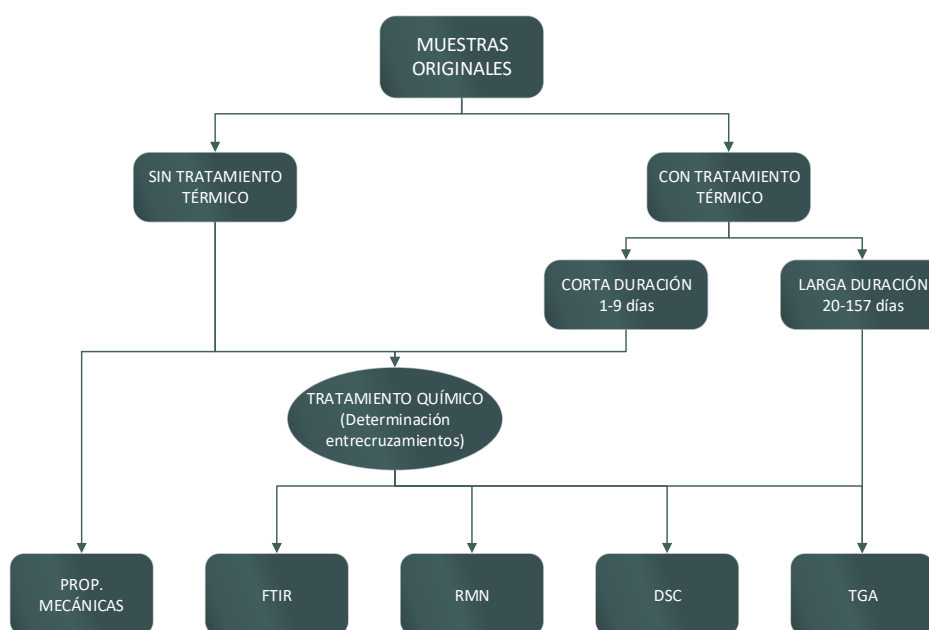 MUESTRAS
ORIGINALES
SIN TRATAMIENTO
TÉRMICO
CON TRATAMIENTO
TÉRMICO
CORTA DURACIÓN
1-9 días
LARGA DURACIÓN
20-157 días
TRATAMIENTO QUÍMICO
(Determinación
entrecruzamientos)
PROP.
MECÁNICAS
FTIR
RMN
DSC
TGA